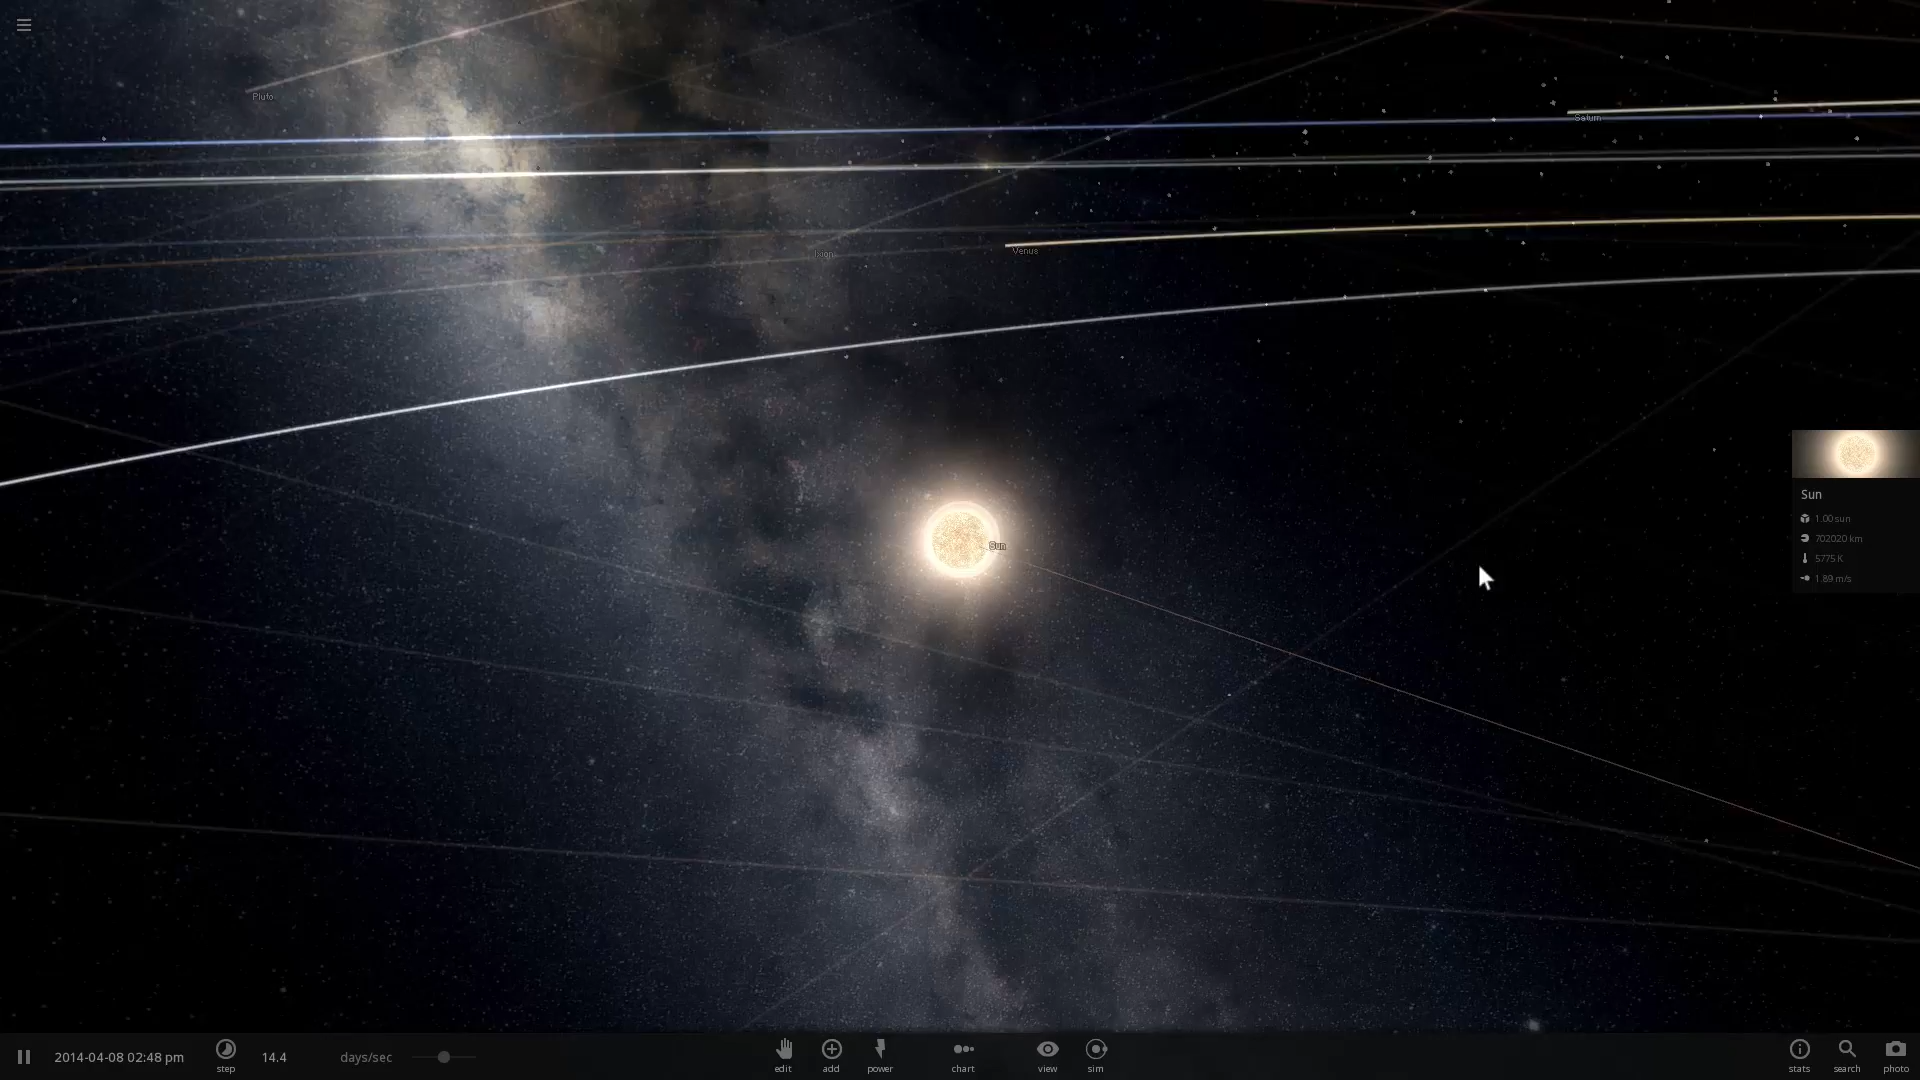 Pluto
Saturn
Venus
Ixion
Sun
Sun
1.00 sun
702020 km
5775 K
1.89 m/s
2014-04-08 02:48 pm
step
14.4
days/sec
edit
add
power
chart
view
sim
stats
search
photo